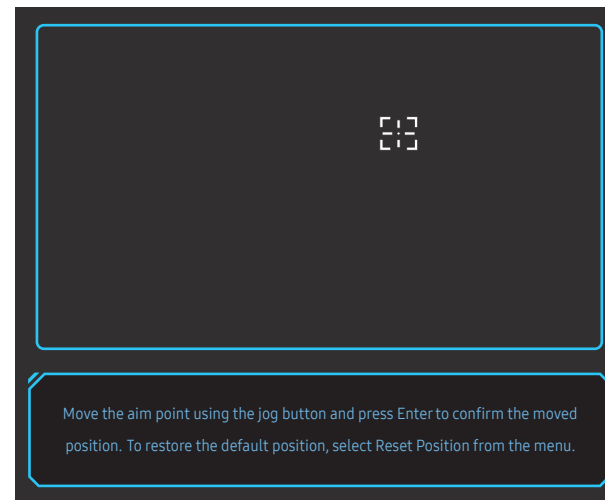 Move the aim point using the jog button and press Enter to confirm the moved
position. To restore the default position, select Reset Position from the menu.